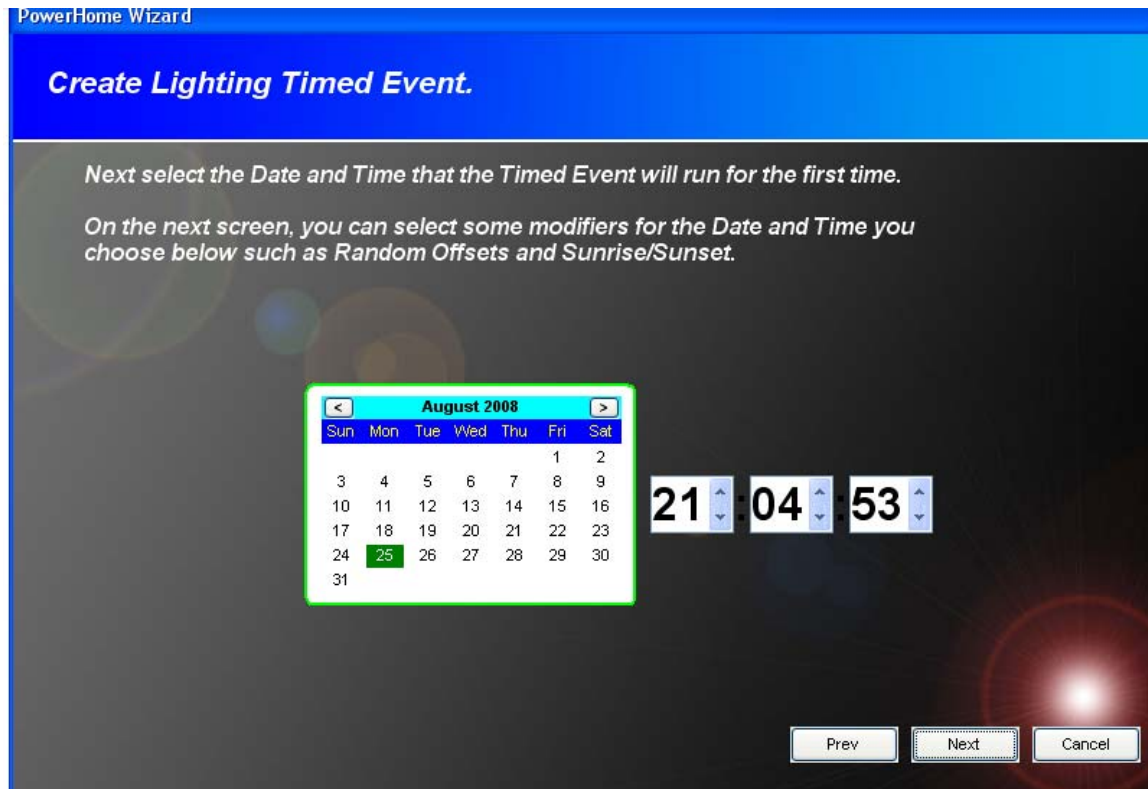 PowerHome Wizard
Create Lighting Timed Event.
Next select the Date and Time that the Timed Event will run for the first time.
On the next screen, you can select some modifiers for the Date and Time you
choose below such as Random Offsets and Sunrise/Sunset.
< August 2008 >
Sun Mon Tue Wed Thu Fri Sat
1 2
3 4 5 6 7 8 9
10 11 12 13 14 15 16
17 18 19 20 21 22 23
24 25 26 27 28 29 30
31
21 : 04 : 53
Prev Next Cancel